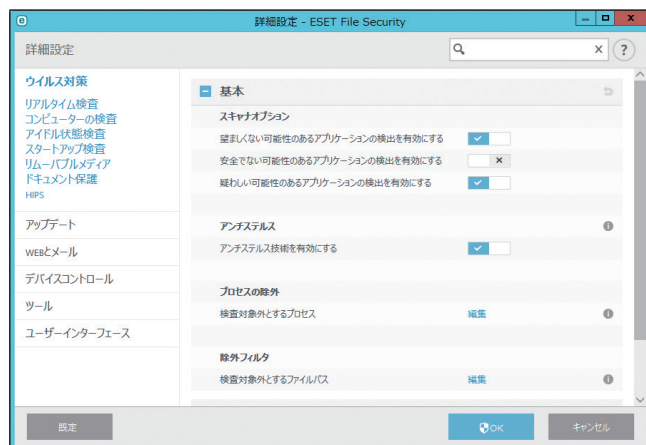 詳細設定 - ESET File Security
詳細設定
?
ウイルス対策
リアルタイム検査
コンピューターの検査
アイドル状態検査
スタートアップ検査
リムーバブルメディア
ドキュメント保護
HIPS
アップデート
WEBとメール
デバイスコントロール
ツール
ユーザーインターフェース
基本
スキャナオプション
望ましくない可能性のあるアプリケーションの検出を有効にする
安全でない可能性のあるアプリケーションの検出を有効にする
疑わしい可能性のあるアプリケーションの検出を有効にする
アンチステルス
アンチステルス技術を有効にする
プロセスの除外
検査対象外とするプロセス 編集
除外フィルタ
検査対象外とするファイルパス 編集
既定
OK
キャンセル